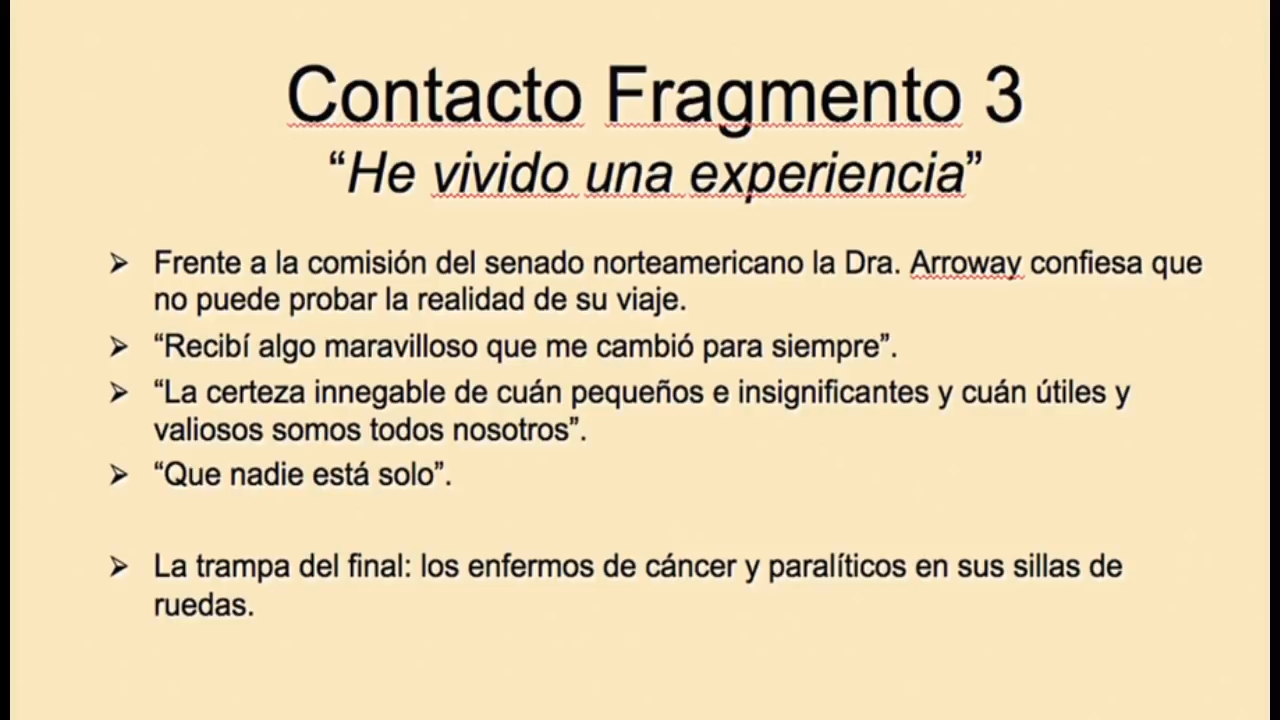 Contacto Fragmento 3
“He vivido una experiencia”
➢ Frente a la comisión del senado norteamericano la Dra. Arroway confiesa que
no puede probar la realidad de su viaje.
➢ “Recibí algo maravilloso que me cambió para siempre”.
➢ “La certeza innegable de cuán pequeños e insignificantes y cuán útiles y
valiosos somos todos nosotros”.
➢ “Que nadie está solo”.
➢ La trampa del final: los enfermos de cáncer y paralíticos en sus sillas de
ruedas.